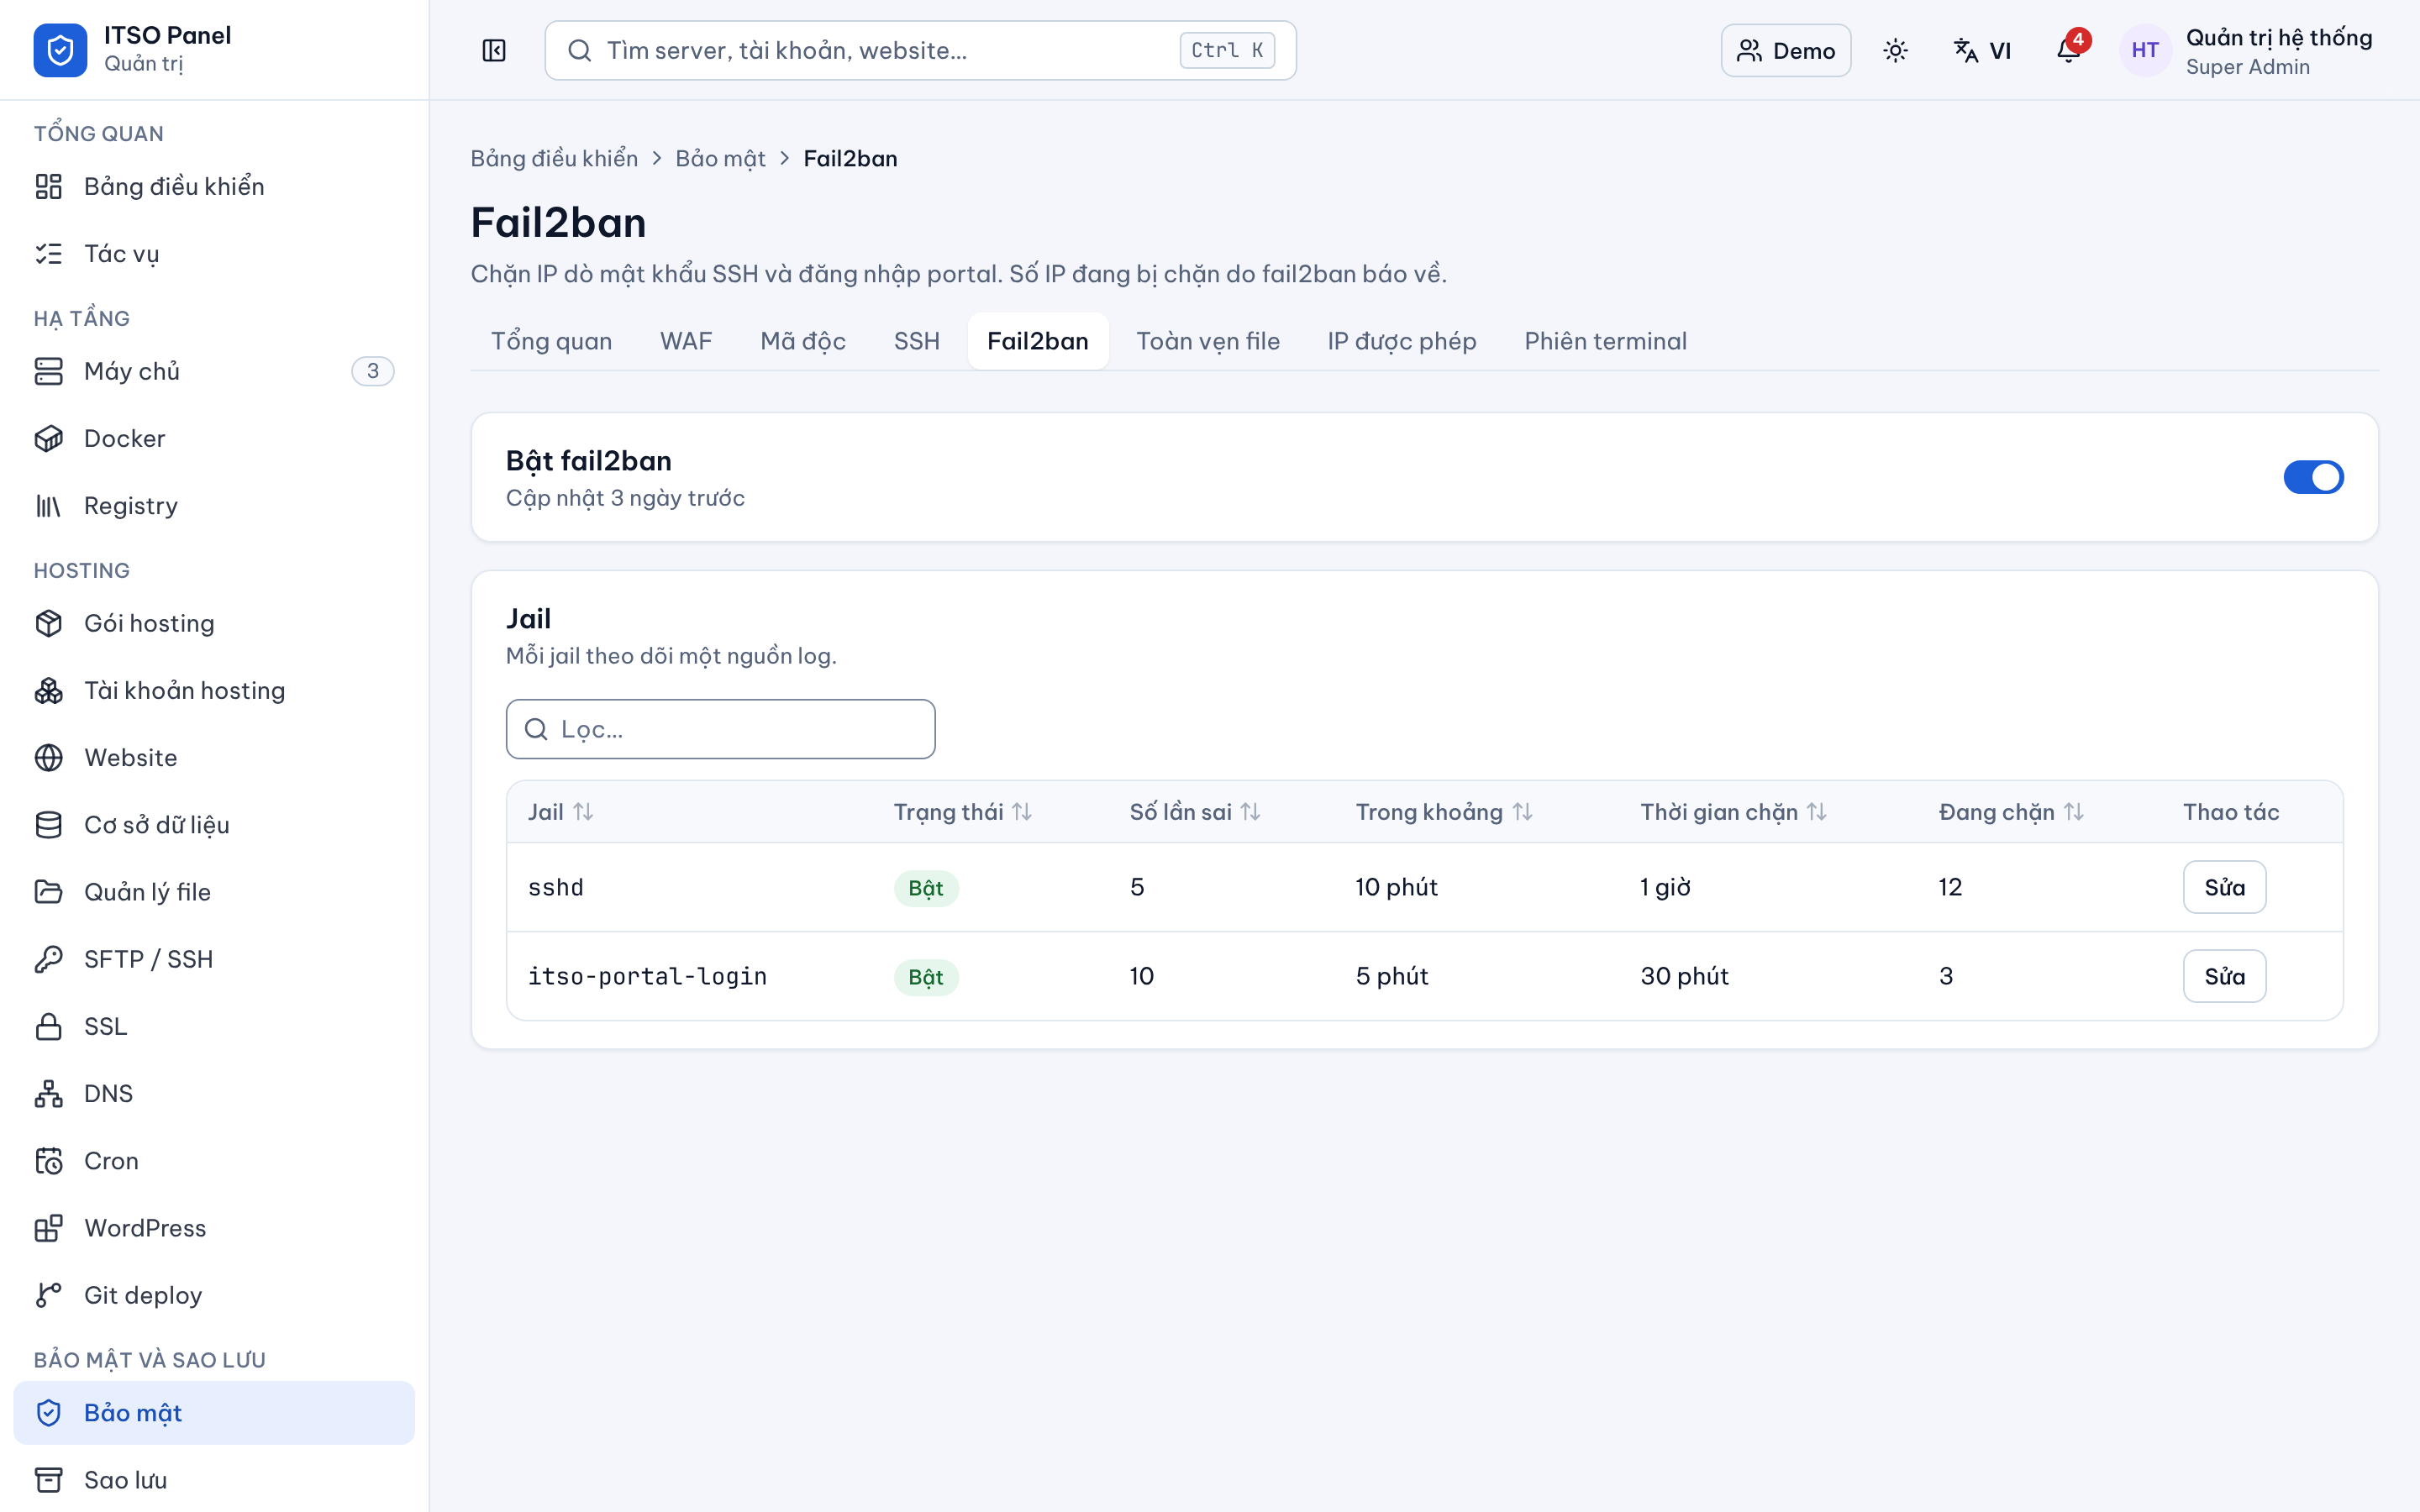 ITSO Panel
Quản trị
Tìm server, tài khoản, website...
Ctrl K
Demo
VI
4
HT
Quản trị hệ thống
Super Admin
TỔNG QUAN
Bảng điều khiển
Tác vụ
HẠ TẦNG
Máy chủ
3
Docker
Registry
HOSTING
Gói hosting
Tài khoản hosting
Website
Cơ sở dữ liệu
Quản lý file
SFTP / SSH
SSL
DNS
Cron
WordPress
Git deploy
BẢO MẬT VÀ SAO LƯU
Bảo mật
Sao lưu
Bảng điều khiển > Bảo mật > Fail2ban
Fail2ban
Chặn IP dò mật khẩu SSH và đăng nhập portal. Số IP đang bị chặn do fail2ban báo về.
Tổng quan WAF Mã độc SSH Fail2ban Toàn vẹn file IP được phép Phiên terminal
Bật fail2ban
Cập nhật 3 ngày trước
Jail
Mỗi jail theo dõi một nguồn log.
Lọc...
Jail Trạng thái Số lần sai Trong khoảng Thời gian chặn Đang chặn Thao tác
sshd Bật 5 10 phút 1 giờ 12 Sửa
itso-portal-login Bật 10 5 phút 30 phút 3 Sửa